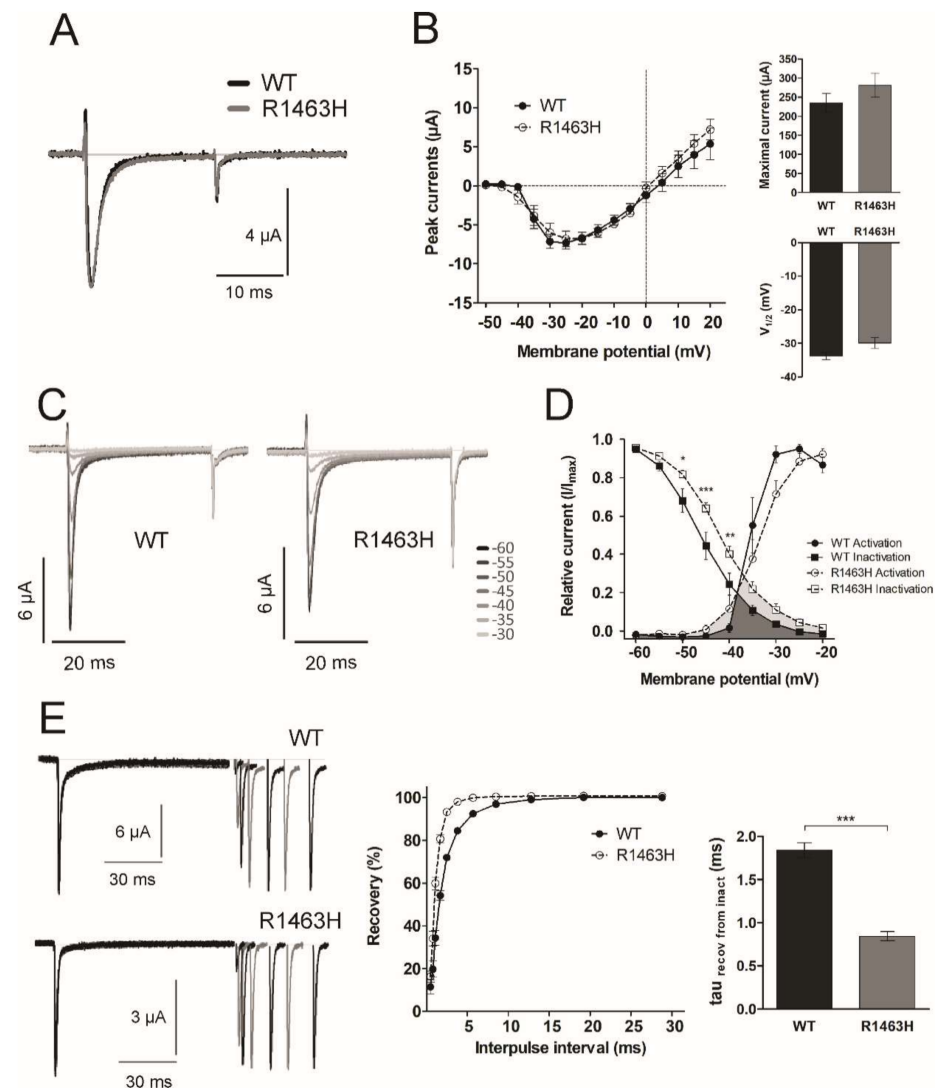 A
WT
R1463H
4 µA
10 ms
B
15
10
5
0
-5
-10
-15
Peak currents (µA)
WT
R1463H
-50 -40 -30 -20 -10 0 10 20
Membrane potential (mV)
350
300
250
200
150
100
50
0
Maximal current (µA)
WT R1463H
WT R1463H
0
-10
-20
-30
-40
V1/2 (mV)
C
WT
6 µA
20 ms
R1463H
6 µA
20 ms
-60
-55
-50
-45
-40
-35
-30
D
1.0
0.8
0.6
0.4
0.2
0.0
Relative current (I/Imax)
*
***
**
WT Activation
WT Inactivation
R1463H Activation
R1463H Inactivation
-60 -50 -40 -30 -20
Membrane potential (mV)
E
WT
6 µA
30 ms
R1463H
3 µA
30 ms
100
80
60
40
20
0
Recovery (%)
WT
R1463H
5 10 15 20 25 30
Interpulse interval (ms)
2.0
1.5
1.0
0.5
0.0
tau recov from inact (ms)
***
WT R1463H